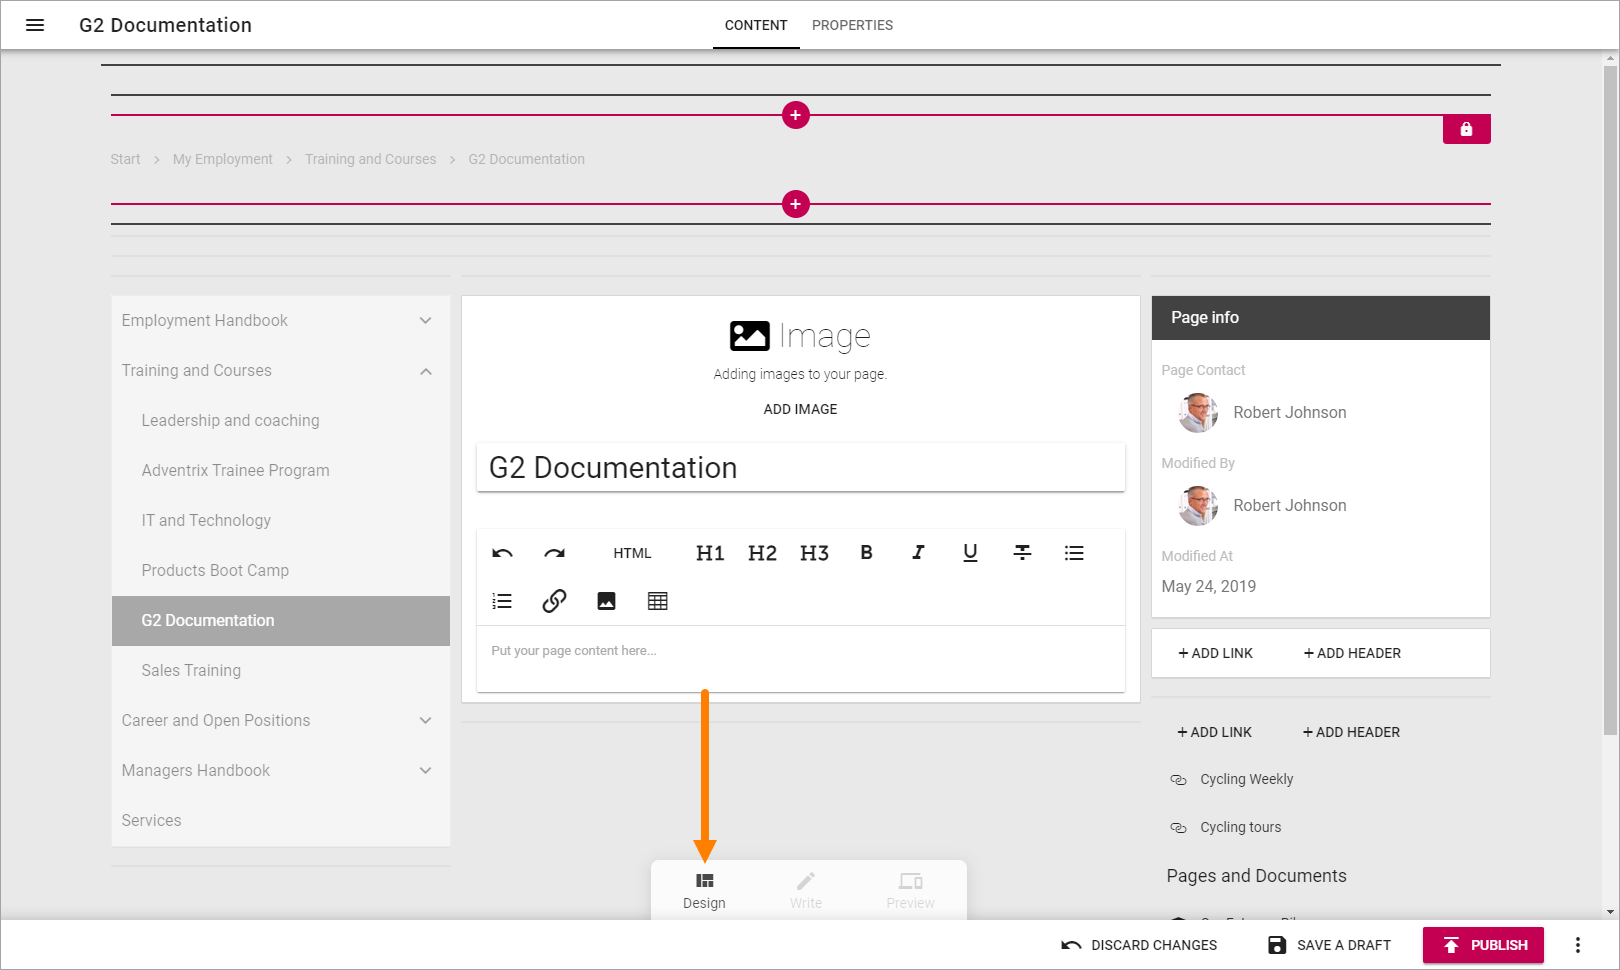 G2 Documentation
CONTENT PROPERTIES
Start > My Employment > Training and Courses > G2 Documentation
Employment Handbook
Training and Courses
Leadership and coaching
Adventrix Trainee Program
IT and Technology
Products Boot Camp
G2 Documentation
Sales Training
Career and Open Positions
Managers Handbook
Services
Image
Adding images to your page.
ADD IMAGE
G2 Documentation
HTML H1 H2 H3 B I U
Put your page content here...
Page info
Page Contact
Robert Johnson
Modified By
Robert Johnson
Modified At
May 24, 2019
+ ADD LINK + ADD HEADER
+ ADD LINK + ADD HEADER
Cycling Weekly
Cycling tours
Pages and Documents
Design Write Preview
DISCARD CHANGES SAVE A DRAFT PUBLISH